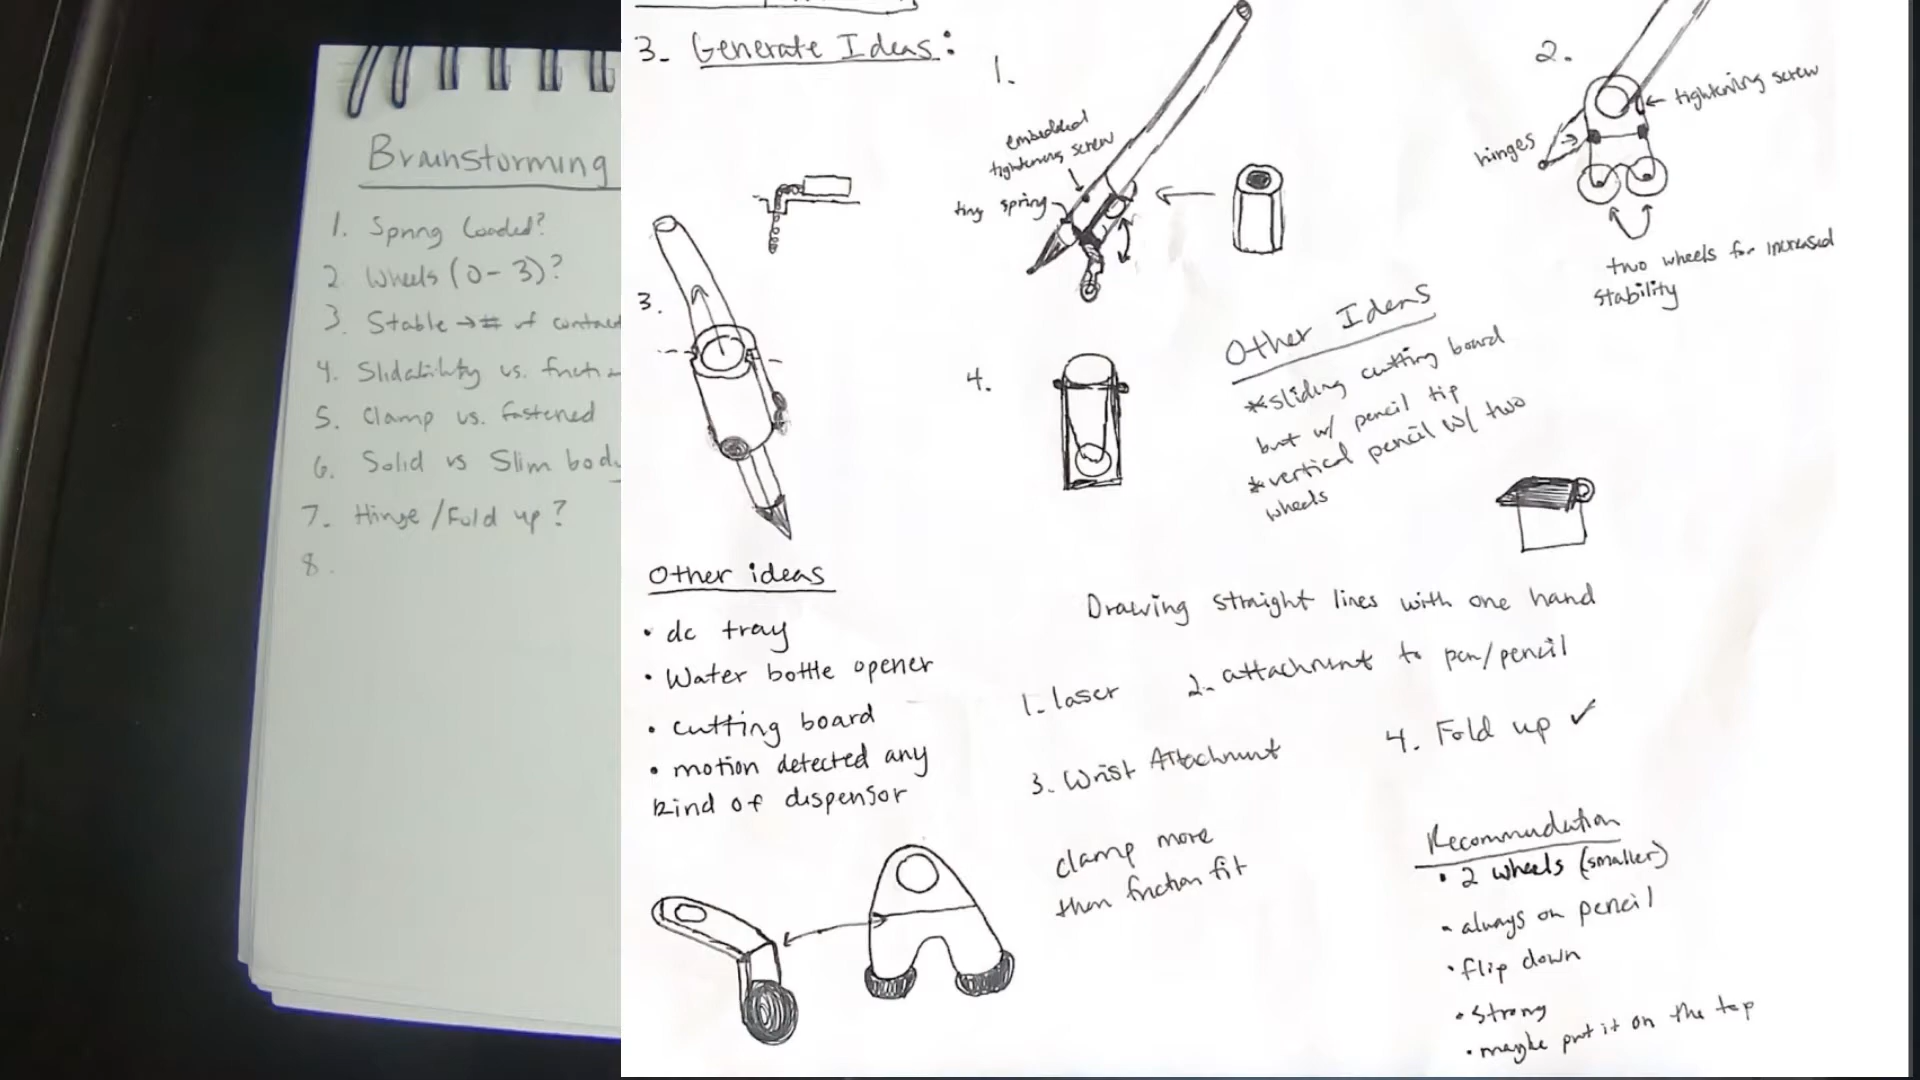 Brainstorming
1. Spring loaded?
2. Wheels (0-3)?
3. Stable → # of contact
4. Slidability vs. frictio
5. Clamp vs. fastened
6. Solid vs Slim body
7. Hinge/Fold up?
8.
3. Generate Ideas:
1.
embedded
tightening screw
tiny spring
2.
tightening screw
hinges
two wheels for increased
stability
3.
4.
Other Ideas
*sliding cutting board
but w/ pencil tip
*vertical pencil w/ two
wheels
Other ideas
• dc tray
• Water bottle opener
• cutting board
• motion detected any
kind of dispensor
Drawing straight lines with one hand
1. laser
2. attachment to pen/pencil
3. Wrist Attachment
4. Fold up ✓
clamp more
then friction fit
Recommendation
• 2 wheels (smaller)
• always on pencil
• flip down
• strong
• maybe put it on the top